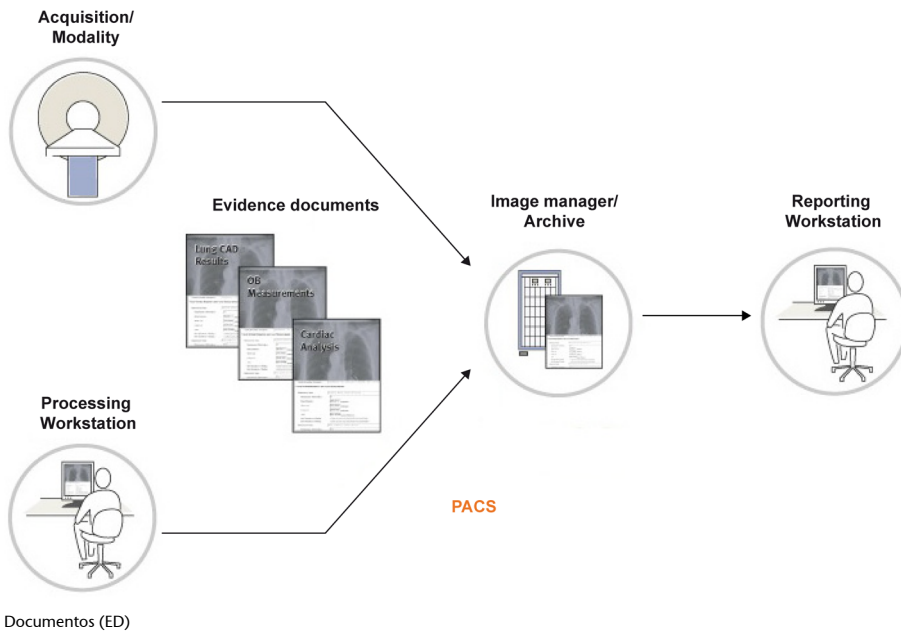 Acquisition/
Modality
Evidence documents
Lung CAD
Results
OB
Measurements
Cardiac
Analysis
Image manager/
Archive
Reporting
Workstation
Processing
Workstation
PACS
Documentos (ED)